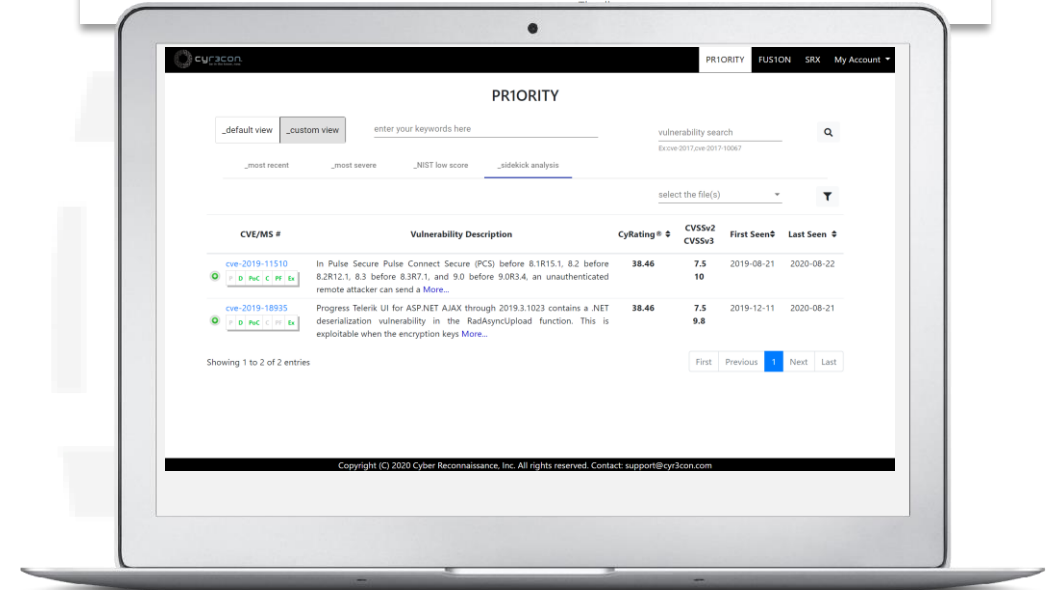 cyr3con.
PR1ORITY FUS1ON SRX My Account
PR1ORITY
_default view _custom view enter your keywords here vulnerability search
Ex:cve-2017,cve-2017-10067
_most recent _most severe _NIST low score _sidekick analysis
select the file(s)
CVE/MS # Vulnerability Description CyRating® CVSSv2 First Seen Last Seen
CVSSv3
cve-2019-11510 In Pulse Secure Pulse Connect Secure (PCS) before 8.1R15.1, 8.2 before 38.46 7.5 2019-08-21 2020-08-22
P D PoC C PF Ex 8.2R12.1, 8.3 before 8.3R7.1, and 9.0 before 9.0R3.4, an unauthenticated 10
remote attacker can send a More...
cve-2019-18935 Progress Telerik UI for ASP.NET AJAX through 2019.3.1023 contains a .NET 38.46 7.5 2019-12-11 2020-08-21
P D PoC C PF Ex deserialization vulnerability in the RadAsyncUpload function. This is 9.8
exploitable when the encryption keys More...
Showing 1 to 2 of 2 entries First Previous 1 Next Last
Copyright (C) 2020 Cyber Reconnaissance, Inc. All rights reserved. Contact: support@cyr3con.com